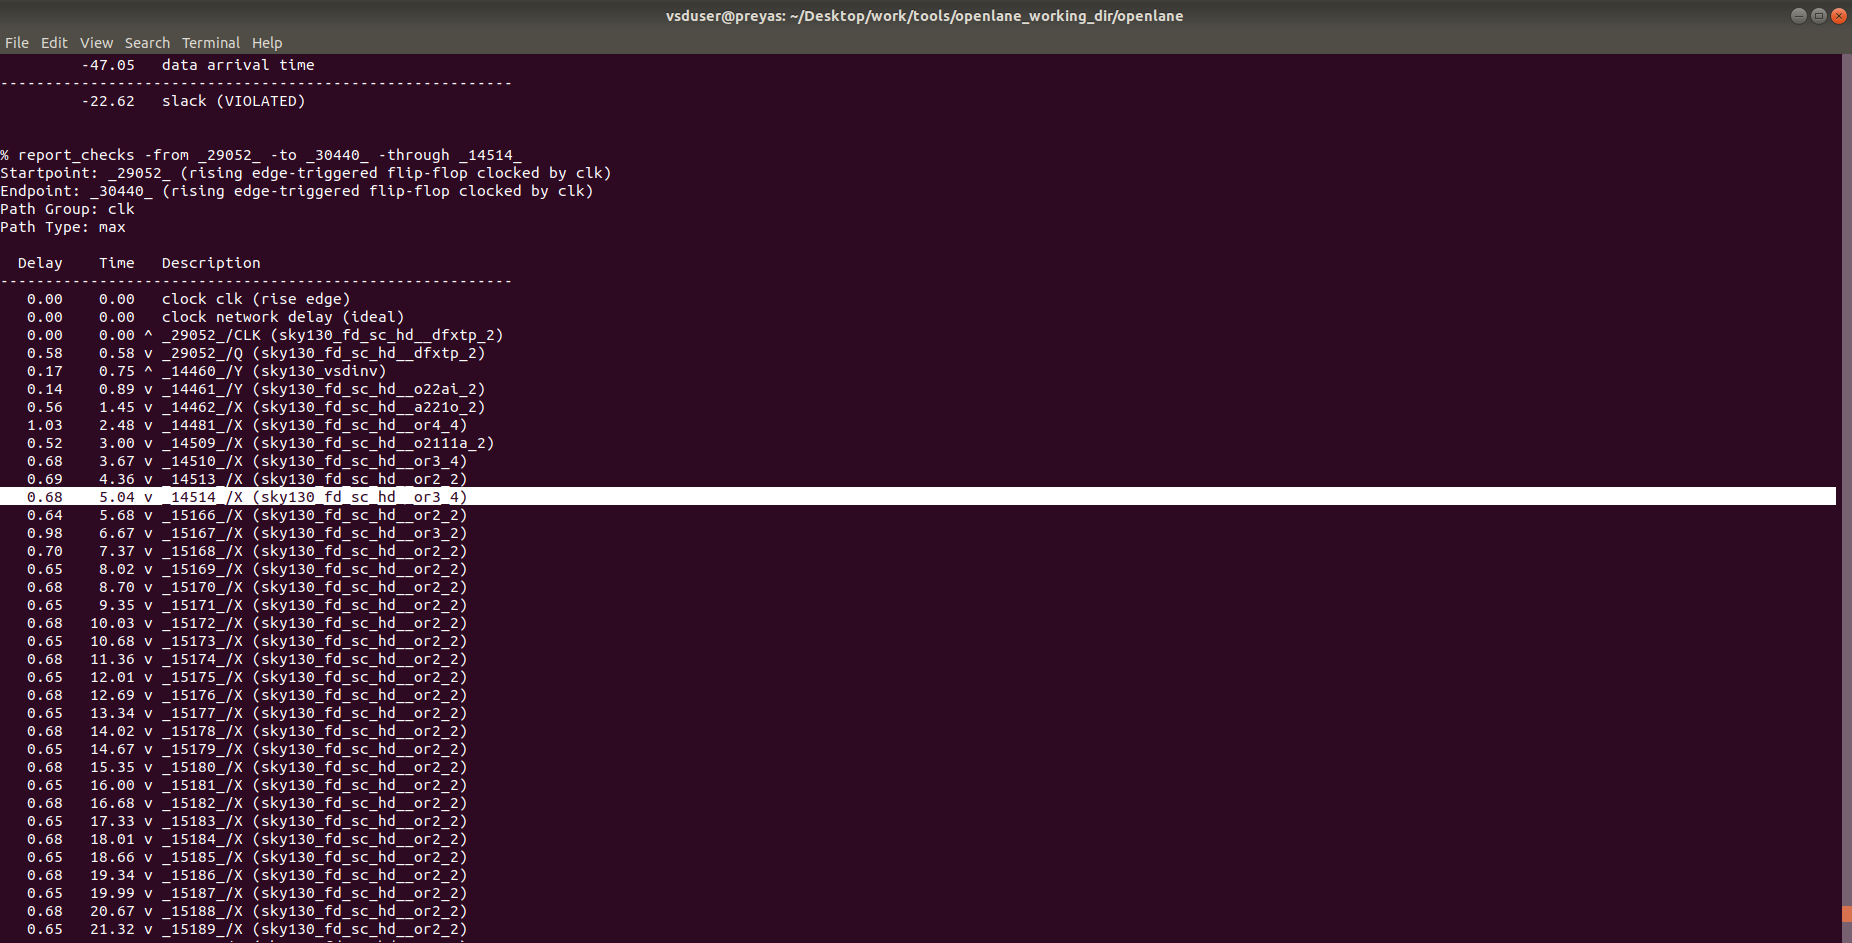 vsduser@preyas: ~/Desktop/work/tools/openlane_working_dir/openlane
File Edit View Search Terminal Help
-47.05 data arrival time
---------------------------------------------------------
-22.62 slack (VIOLATED)
% report_checks -from _29052_ -to _30440_ -through _14514_
Startpoint: _29052_ (rising edge-triggered flip-flop clocked by clk)
Endpoint: _30440_ (rising edge-triggered flip-flop clocked by clk)
Path Group: clk
Path Type: max
Delay Time Description
---------------------------------------------------------
0.00 0.00 clock clk (rise edge)
0.00 0.00 clock network delay (ideal)
0.00 0.00 ^ _29052_/CLK (sky130_fd_sc_hd__dfxtp_2)
0.58 0.58 v _29052_/Q (sky130_fd_sc_hd__dfxtp_2)
0.17 0.75 ^ _14460_/Y (sky130_vsdinv)
0.14 0.89 v _14461_/Y (sky130_fd_sc_hd__o22ai_2)
0.56 1.45 v _14462_/X (sky130_fd_sc_hd__a221o_2)
1.03 2.48 v _14481_/X (sky130_fd_sc_hd__or4_4)
0.52 3.00 v _14509_/X (sky130_fd_sc_hd__o2111a_2)
0.68 3.67 v _14510_/X (sky130_fd_sc_hd__or3_4)
0.69 4.36 v _14513_/X (sky130_fd_sc_hd__or2_2)
0.68 5.04 v _14514_/X (sky130_fd_sc_hd__or3_4)
0.64 5.68 v _15166_/X (sky130_fd_sc_hd__or2_2)
0.98 6.67 v _15167_/X (sky130_fd_sc_hd__or3_2)
0.70 7.37 v _15168_/X (sky130_fd_sc_hd__or2_2)
0.65 8.02 v _15169_/X (sky130_fd_sc_hd__or2_2)
0.68 8.70 v _15170_/X (sky130_fd_sc_hd__or2_2)
0.65 9.35 v _15171_/X (sky130_fd_sc_hd__or2_2)
0.68 10.03 v _15172_/X (sky130_fd_sc_hd__or2_2)
0.65 10.68 v _15173_/X (sky130_fd_sc_hd__or2_2)
0.68 11.36 v _15174_/X (sky130_fd_sc_hd__or2_2)
0.65 12.01 v _15175_/X (sky130_fd_sc_hd__or2_2)
0.68 12.69 v _15176_/X (sky130_fd_sc_hd__or2_2)
0.65 13.34 v _15177_/X (sky130_fd_sc_hd__or2_2)
0.68 14.02 v _15178_/X (sky130_fd_sc_hd__or2_2)
0.65 14.67 v _15179_/X (sky130_fd_sc_hd__or2_2)
0.68 15.35 v _15180_/X (sky130_fd_sc_hd__or2_2)
0.65 16.00 v _15181_/X (sky130_fd_sc_hd__or2_2)
0.68 16.68 v _15182_/X (sky130_fd_sc_hd__or2_2)
0.65 17.33 v _15183_/X (sky130_fd_sc_hd__or2_2)
0.68 18.01 v _15184_/X (sky130_fd_sc_hd__or2_2)
0.65 18.66 v _15185_/X (sky130_fd_sc_hd__or2_2)
0.68 19.34 v _15186_/X (sky130_fd_sc_hd__or2_2)
0.65 19.99 v _15187_/X (sky130_fd_sc_hd__or2_2)
0.68 20.67 v _15188_/X (sky130_fd_sc_hd__or2_2)
0.65 21.32 v _15189_/X (sky130_fd_sc_hd__or2_2)